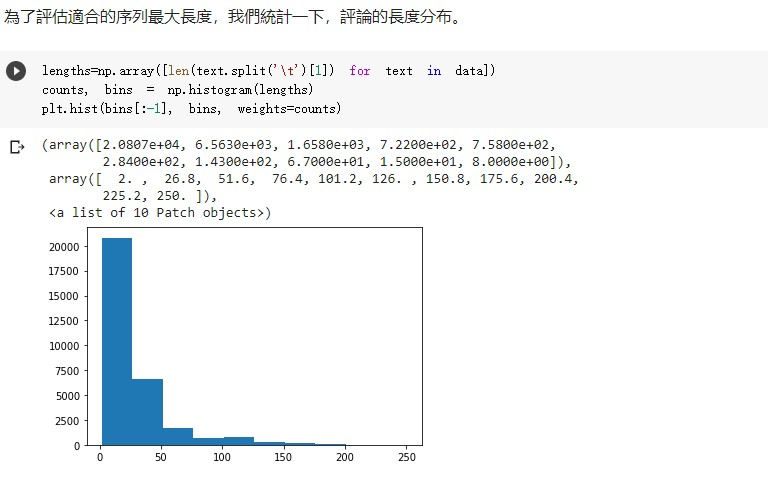 為了評估適合的序列最大長度，我們統計一下，評論的長度分布。
lengths=np.array([len(text.split('\t')[1]) for text in data])
counts, bins = np.histogram(lengths)
plt.hist(bins[:-1], bins, weights=counts)
(array([2.0807e+04, 6.5630e+03, 1.6580e+03, 7.2200e+02, 7.5800e+02,
2.8400e+02, 1.4300e+02, 6.7000e+01, 1.5000e+01, 8.0000e+00]),
array([ 2. , 26.8, 51.6, 76.4, 101.2, 126. , 150.8, 175.6, 200.4,
225.2, 250. ]),
<a list of 10 Patch objects>)
20000
17500
15000
12500
10000
7500
5000
2500
0
0 50 100 150 200 250